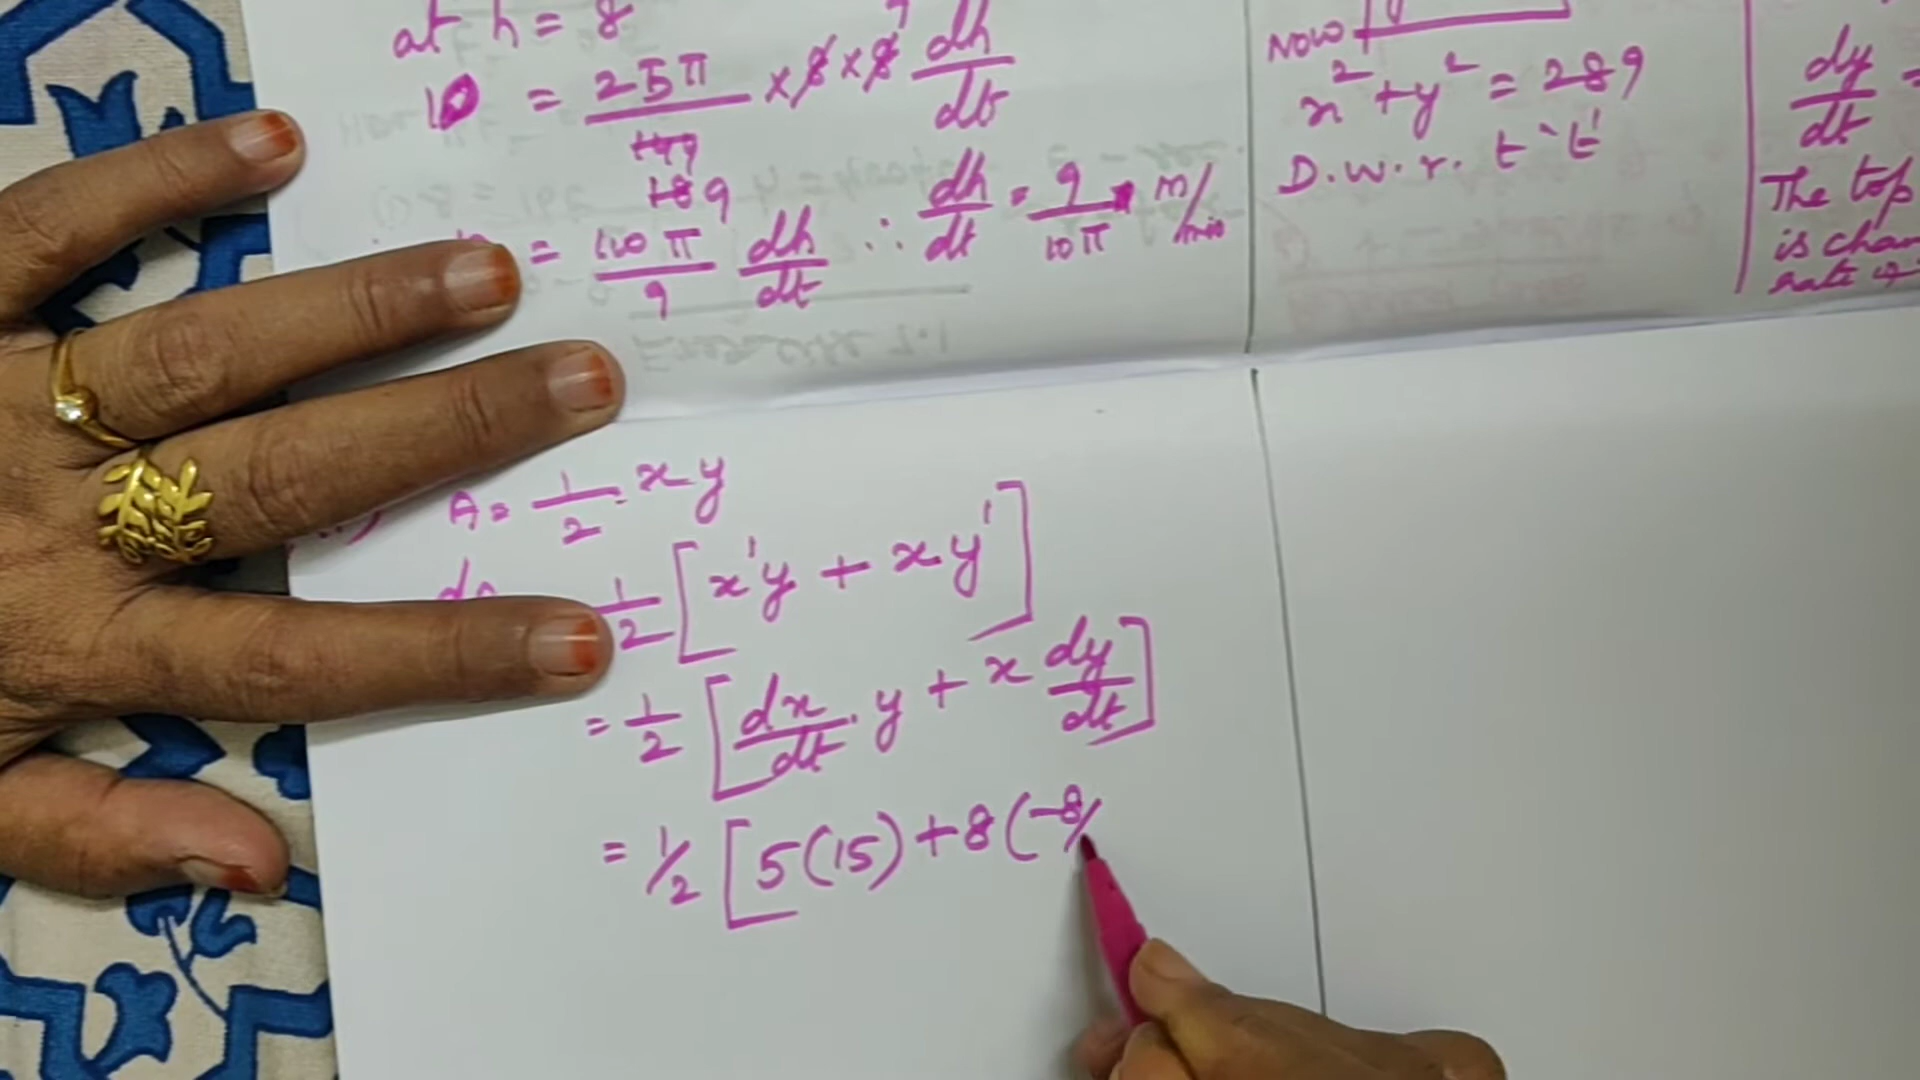 at h = 8
10 = 25π/144 × 8 × 8 dh/dt
189
= 100π/9 dh/dt ∴ dh/dt = 9/10π m/min
Now
x² + y² = 289
D.w.r. t 't'
dy/dt =
The top
is chan
rate
A = 1/2 · xy
1/2 [x'y + xy']
= 1/2 [dx/dt · y + x dy/dt]
= 1/2 [5(15) + 8(-8/